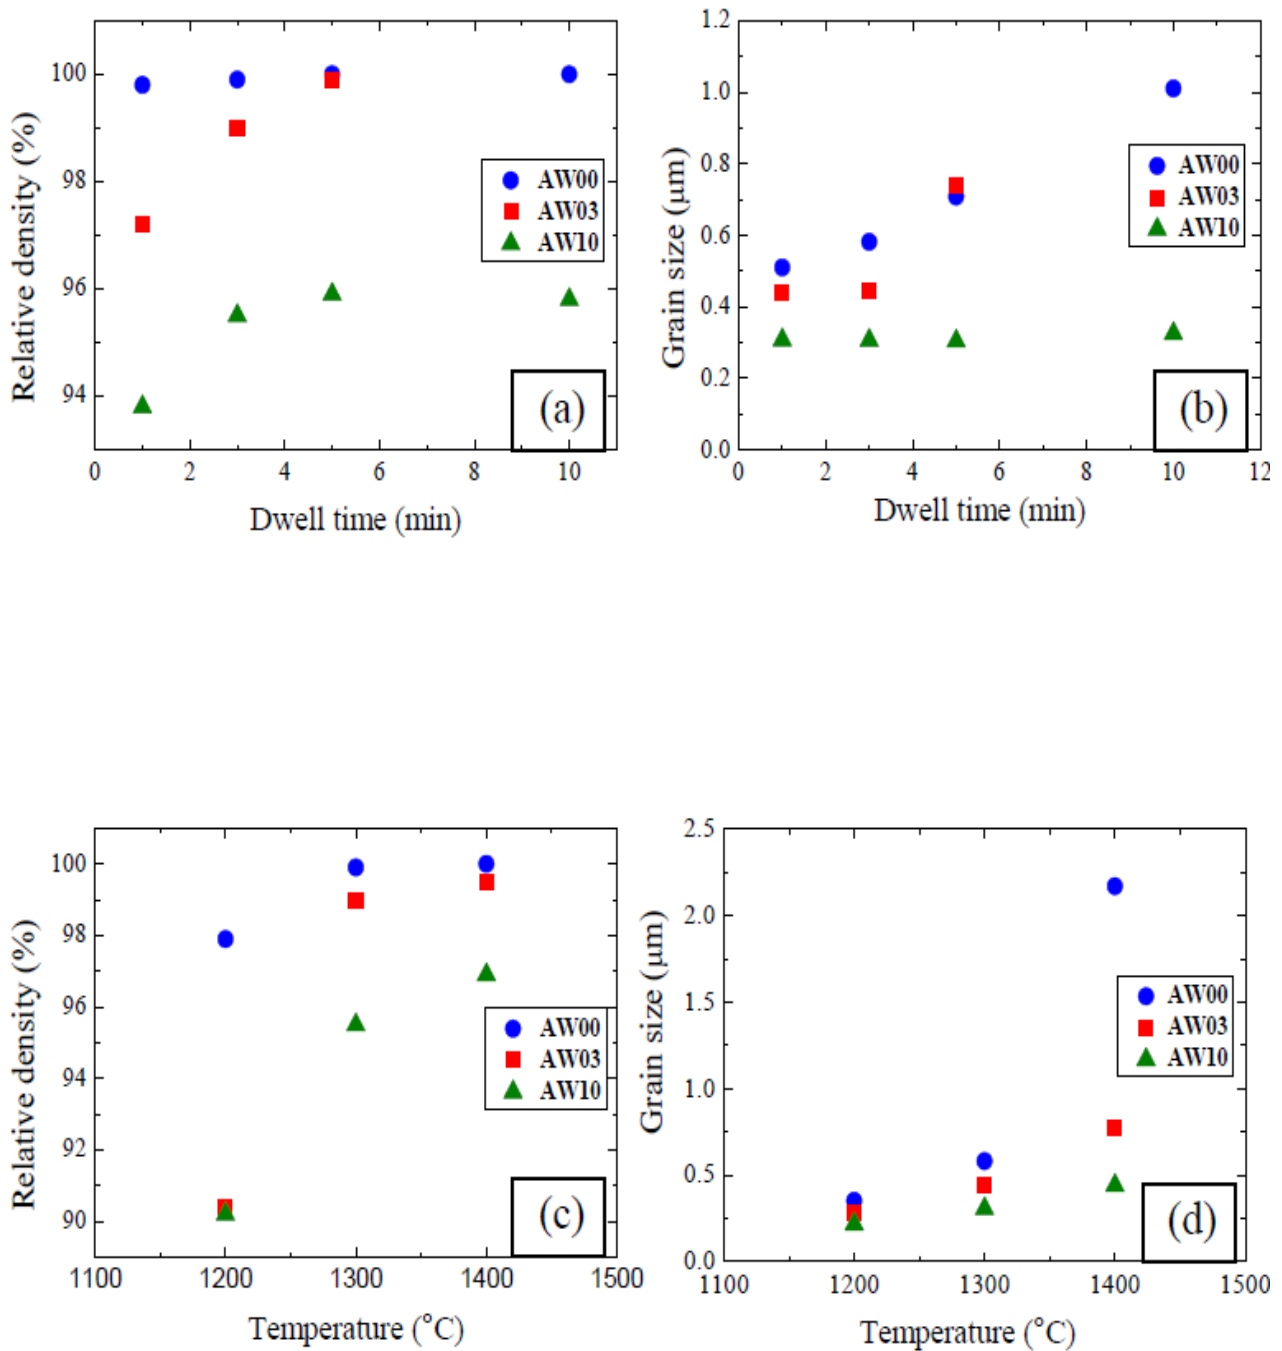 Relative density (%)
100
98
96
94
0 2 4 6 8 10
Dwell time (min)
AW00
AW03
AW10
(a)
Grain size (μm)
1.2
1.0
0.8
0.6
0.4
0.2
0.0
0 2 4 6 8 10 12
Dwell time (min)
AW00
AW03
AW10
(b)
Relative density (%)
100
98
96
94
92
90
1100 1200 1300 1400 1500
Temperature (°C)
AW00
AW03
AW10
(c)
Grain size (μm)
2.5
2.0
1.5
1.0
0.5
0.0
1100 1200 1300 1400 1500
Temperature (°C)
AW00
AW03
AW10
(d)